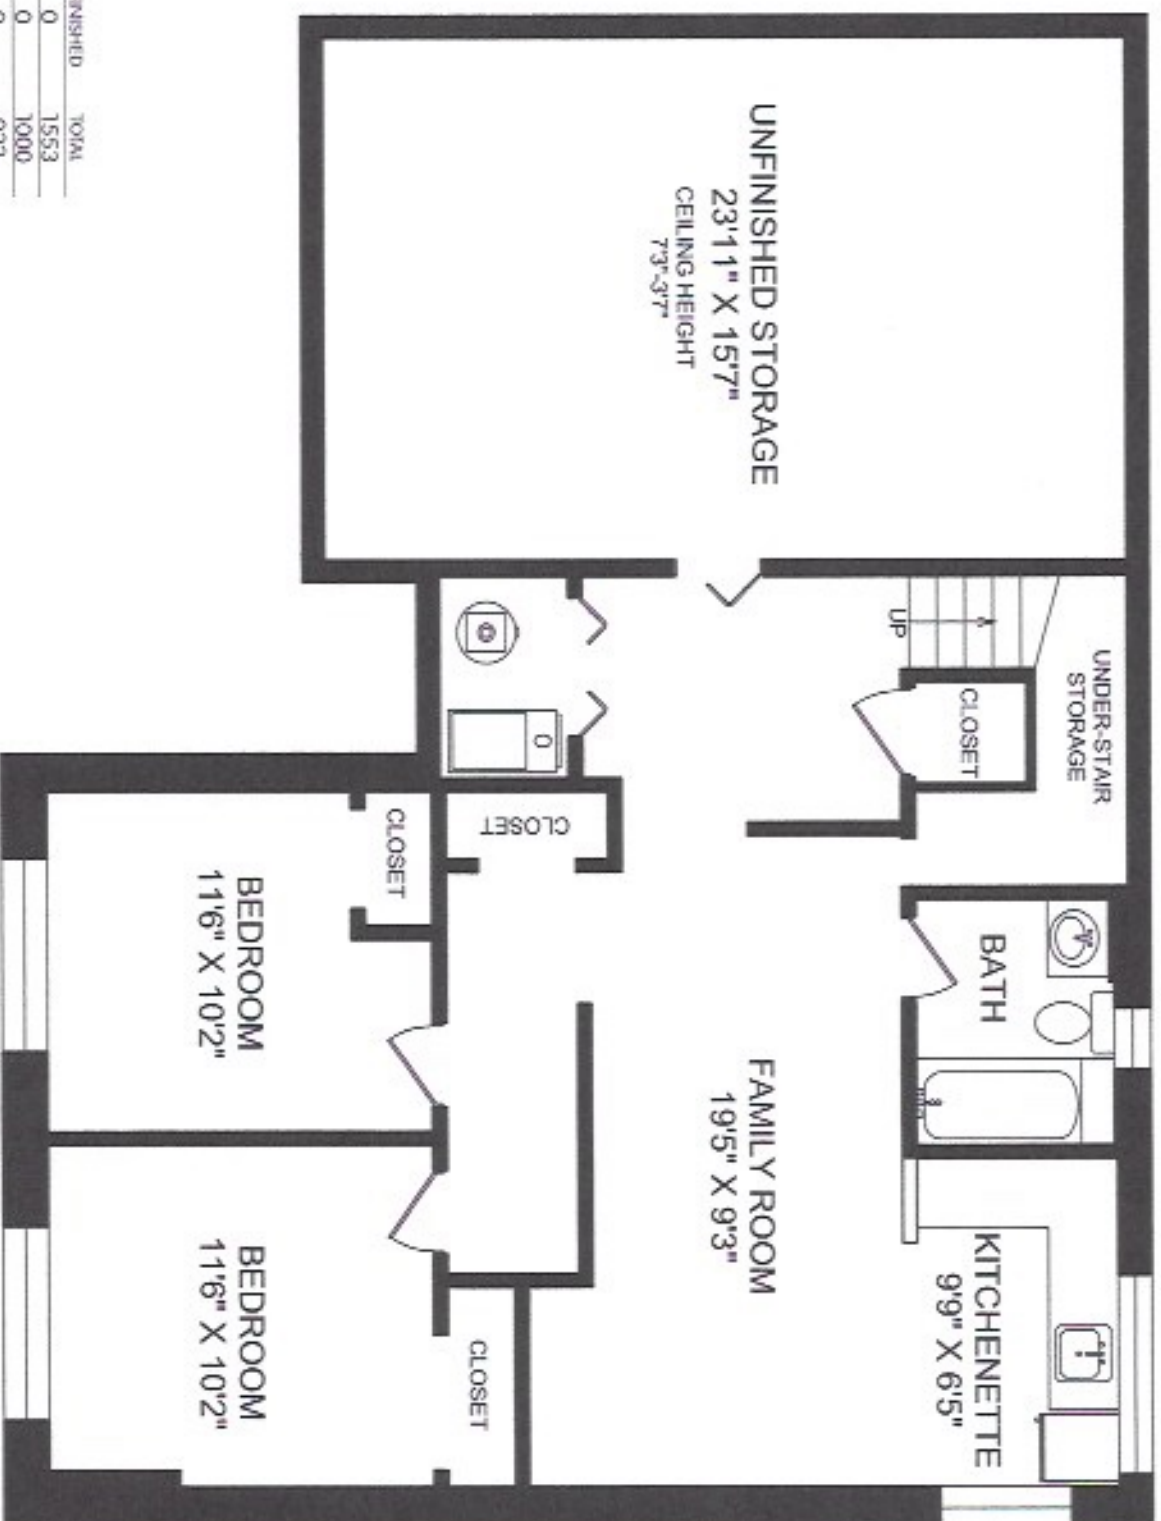 UNFINISHED STORAGE
23'11" X 15'7"
CEILING HEIGHT
7'3"-3'7"
UP
UNDER-STAIR
STORAGE
CLOSET
CLOSET
CLOSET
BEDROOM
11'6" X 10'2"
BATH
FAMILY ROOM
19'5" X 9'3"
KITCHENETTE
9'9" X 6'5"
CLOSET
BEDROOM
11'6" X 10'2"
TOTAL
0 1553
0 1000